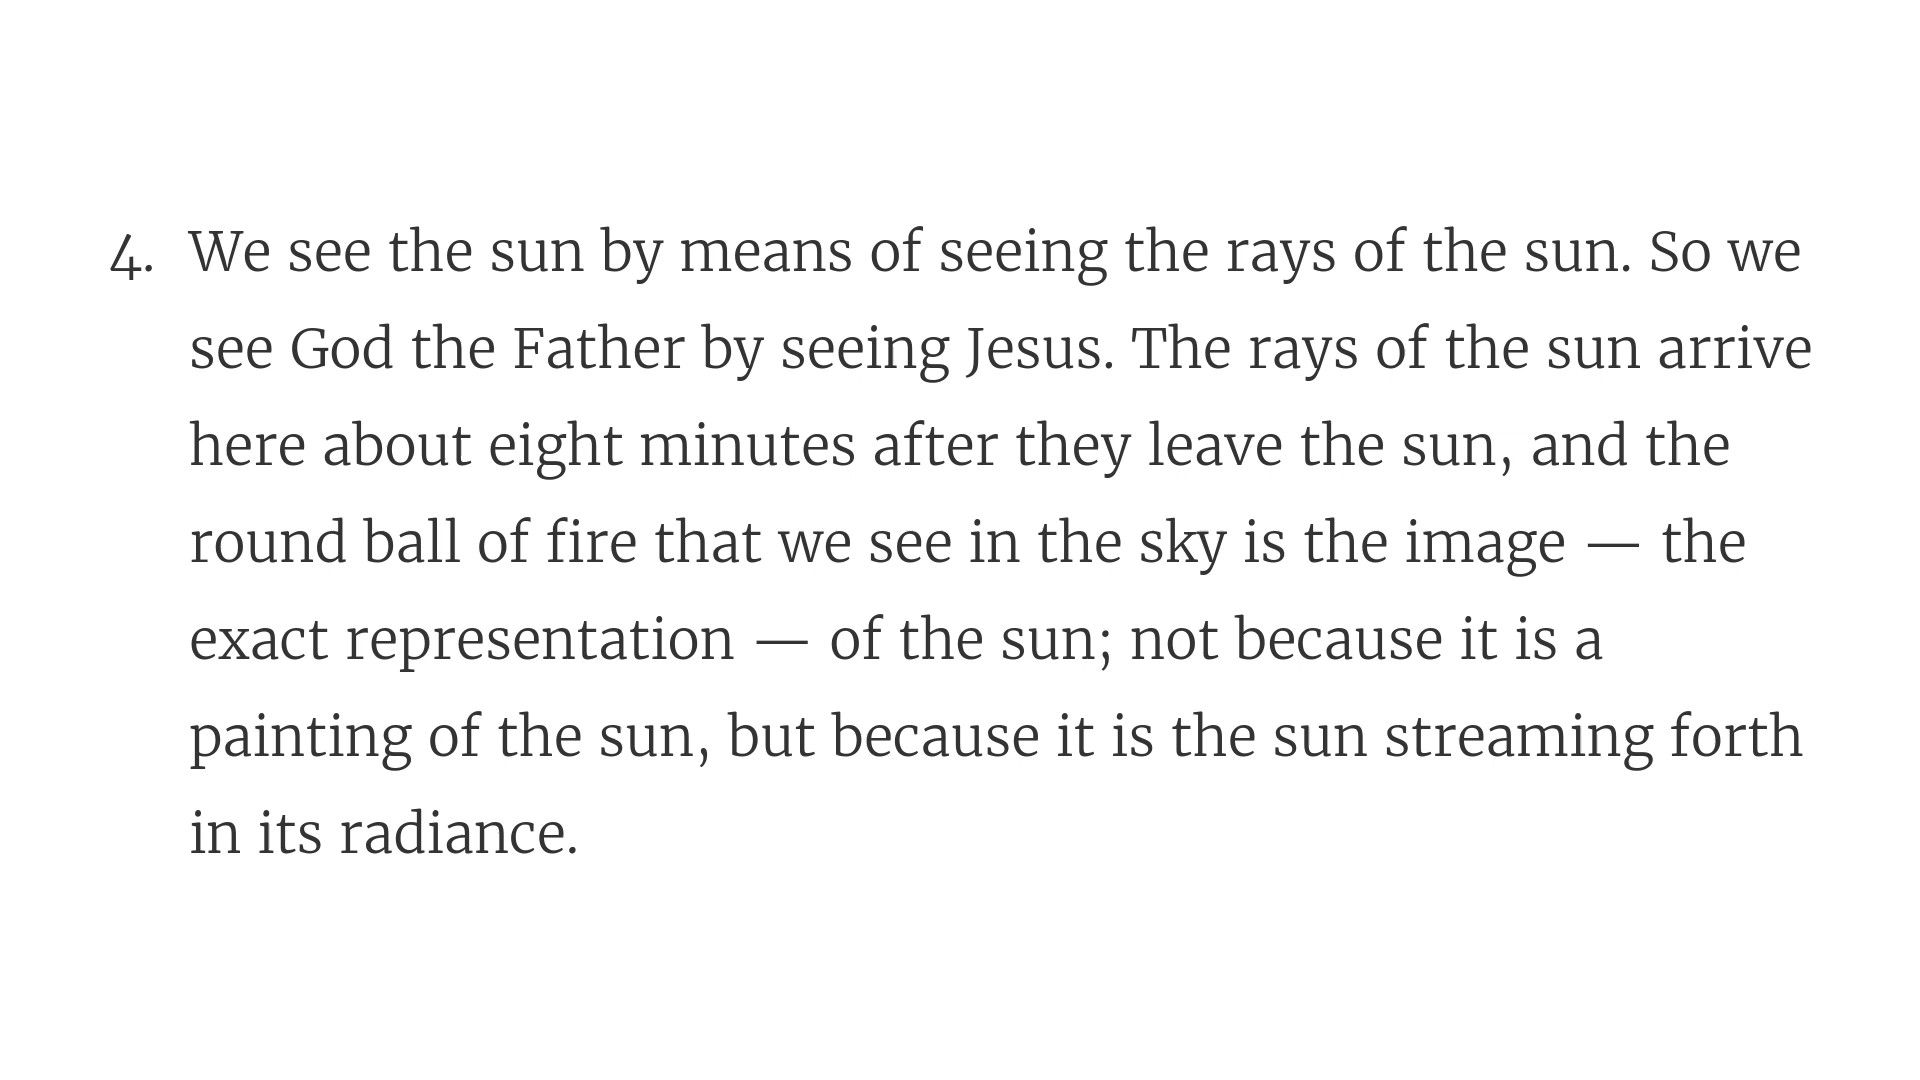 4. We see the sun by means of seeing the rays of the sun. So we
see God the Father by seeing Jesus. The rays of the sun arrive
here about eight minutes after they leave the sun, and the
round ball of fire that we see in the sky is the image — the
exact representation — of the sun; not because it is a
painting of the sun, but because it is the sun streaming forth
in its radiance.